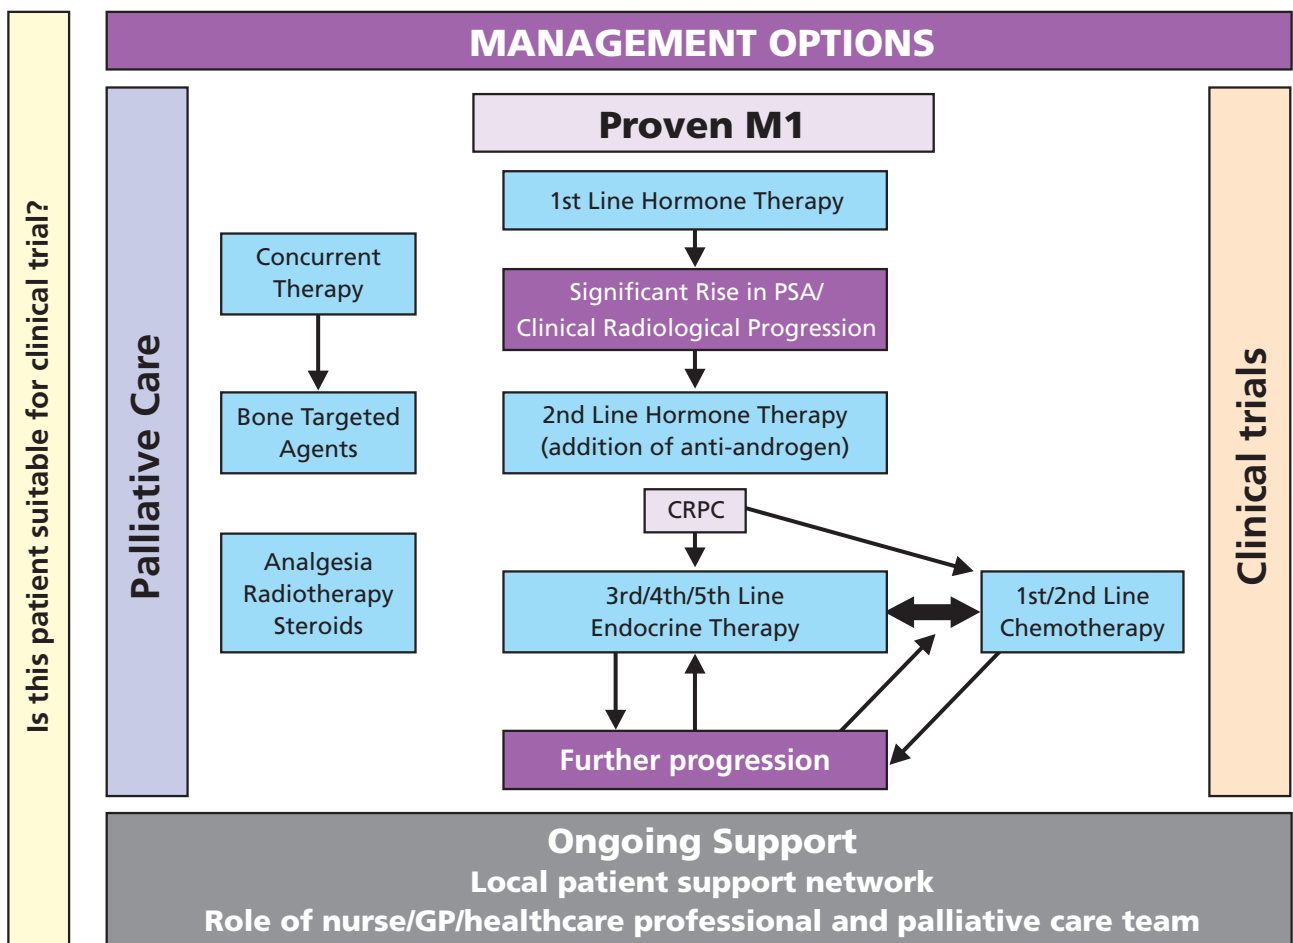 Is this patient suitable for clinical trial?
MANAGEMENT OPTIONS
Palliative Care
Proven M1
1st Line Hormone Therapy
Concurrent
Therapy
Significant Rise in PSA/
Clinical Radiological Progression
Bone Targeted
Agents
2nd Line Hormone Therapy
(addition of anti-androgen)
CRPC
Analgesia
Radiotherapy
Steroids
3rd/4th/5th Line
Endocrine Therapy
1st/2nd Line
Chemotherapy
Further progression
Clinical trials
Ongoing Support
Local patient support network
Role of nurse/GP/healthcare professional and palliative care team